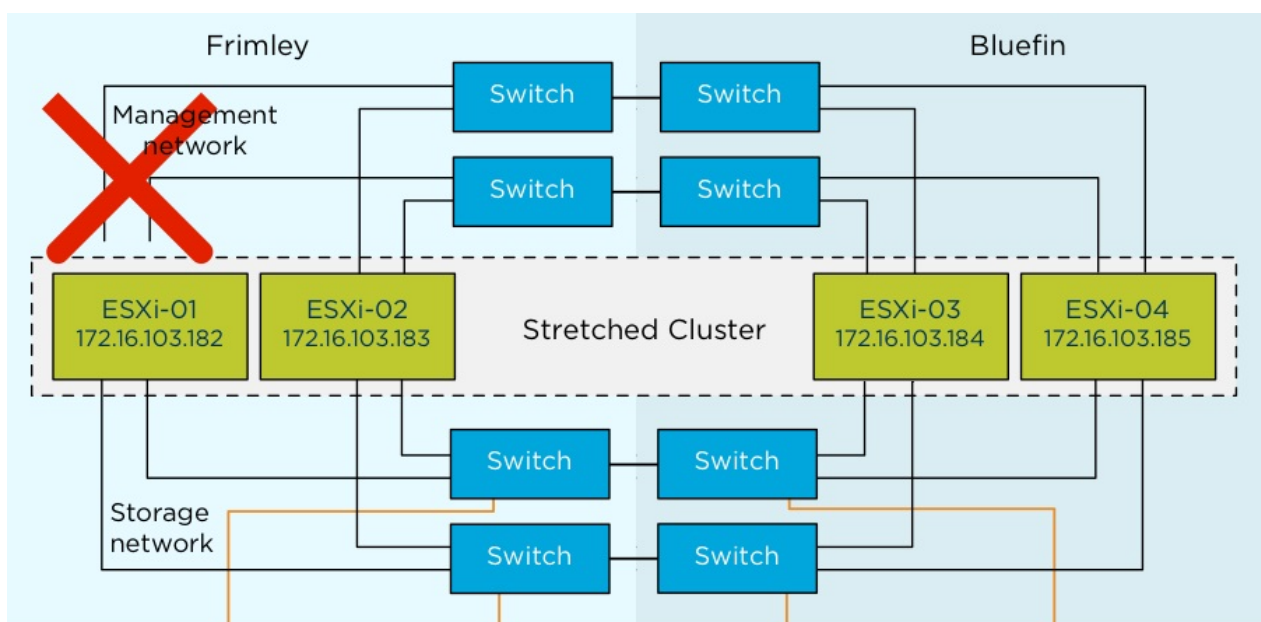 Frimley
Bluefin
Switch
Switch
Management
network
Switch
Switch
ESXi-01
172.16.103.182
ESXi-02
172.16.103.183
Stretched Cluster
ESXi-03
172.16.103.184
ESXi-04
172.16.103.185
Switch
Switch
Storage
network
Switch
Switch